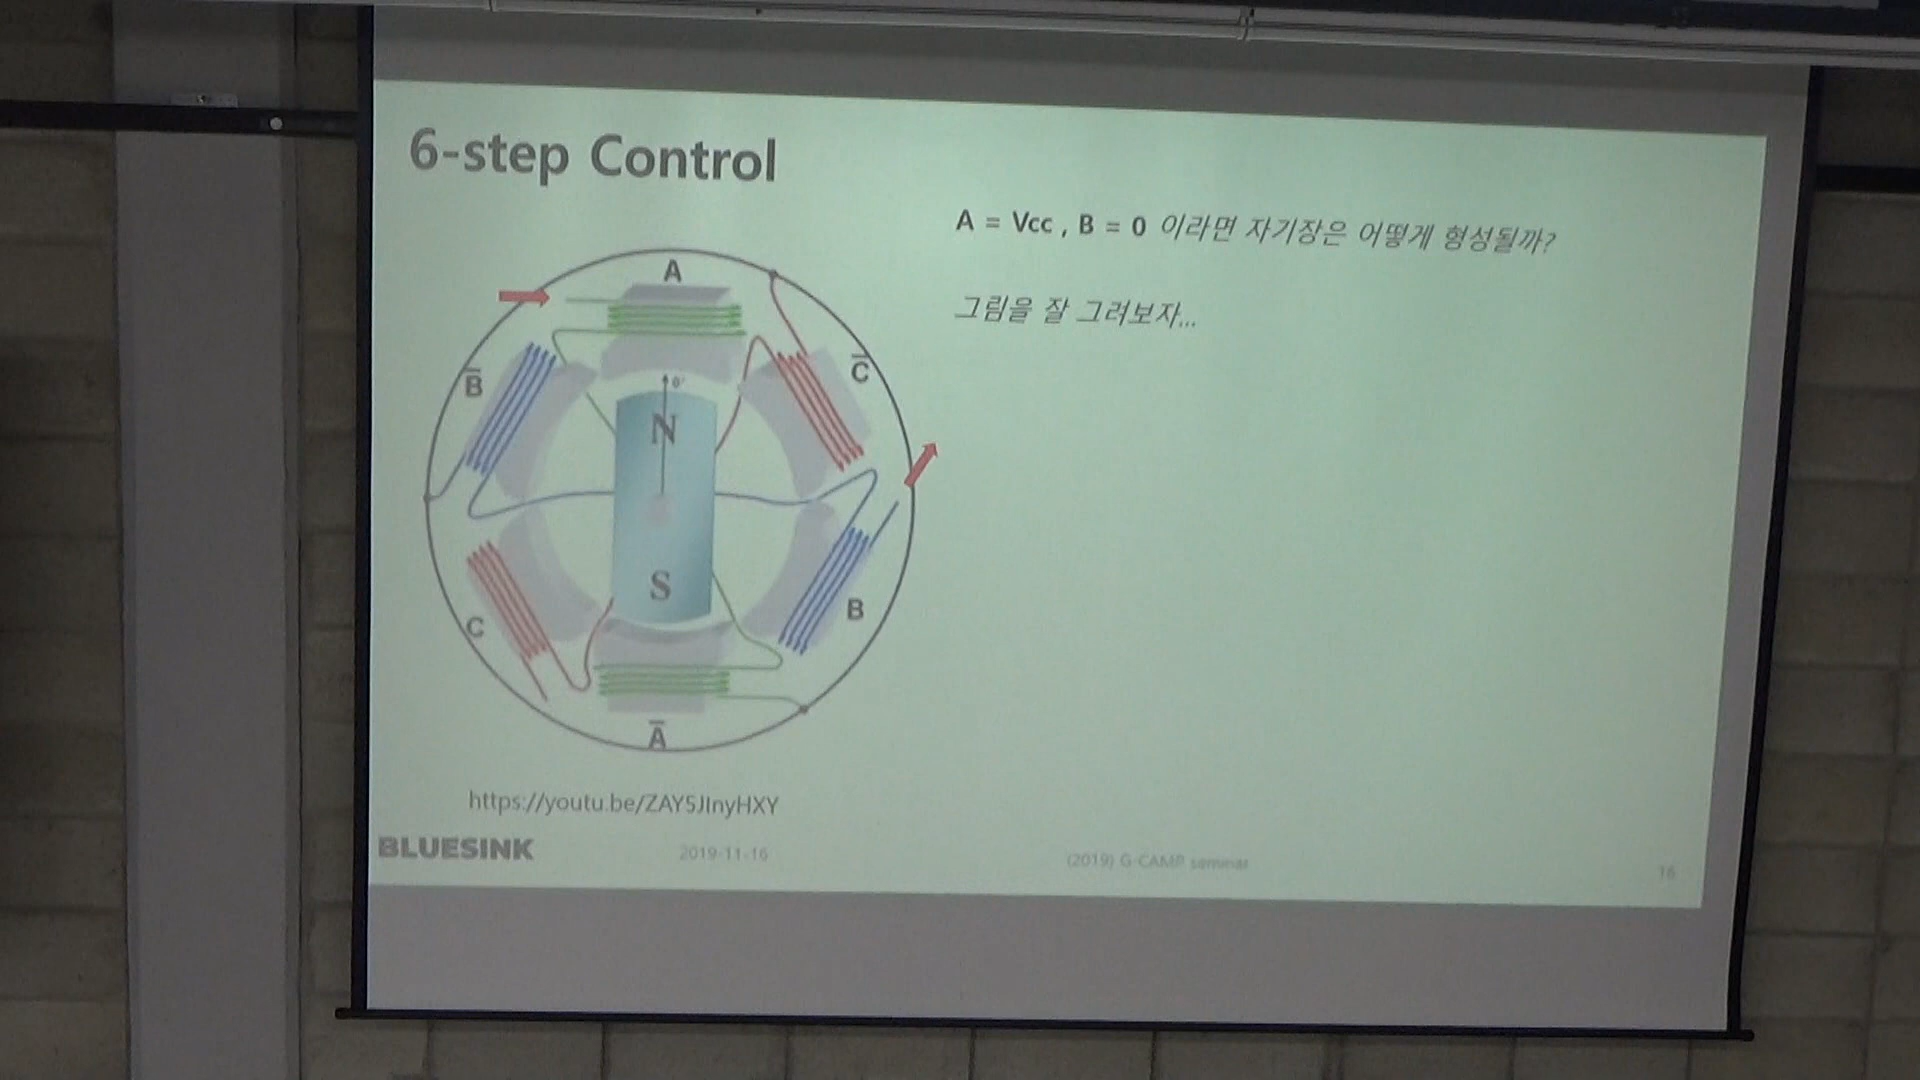 6-step Control
A = Vcc , B = 0 이라면 자기장은 어떻게 형성될까?
그림을 잘 그려보자...
A
B̅
C̅
0°
N
S
C
B
A̅
https://youtu.be/ZAY5JInyHXY
BLUESINK
2019-11-16
(2019) G-CAMP seminar
16